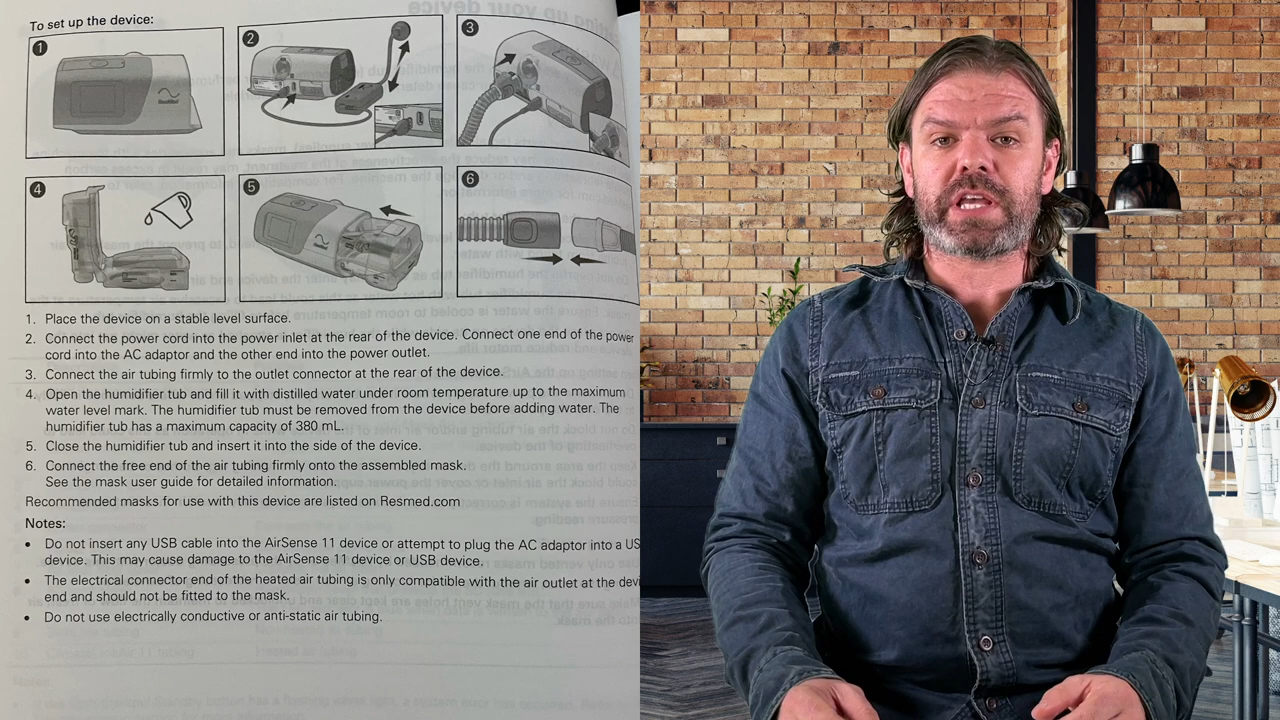 To set up the device:
1
2
3
4
5
6
1. Place the device on a stable level surface.
2. Connect the power cord into the power inlet at the rear of the device. Connect one end of the power
cord into the AC adaptor and the other end into the power outlet.
3. Connect the air tubing firmly to the outlet connector at the rear of the device.
4. Open the humidifier tub and fill it with distilled water under room temperature up to the maximum
water level mark. The humidifier tub must be removed from the device before adding water. The
humidifier tub has a maximum capacity of 380 mL.
5. Close the humidifier tub and insert it into the side of the device.
6. Connect the free end of the air tubing firmly onto the assembled mask.
See the mask user guide for detailed information.
Recommended masks for use with this device are listed on Resmed.com
Notes:
• Do not insert any USB cable into the AirSense 11 device or attempt to plug the AC adaptor into a US
device. This may cause damage to the AirSense 11 device or USB device.
• The electrical connector end of the heated air tubing is only compatible with the air outlet at the devi
end and should not be fitted to the mask.
• Do not use electrically conductive or anti-static air tubing.